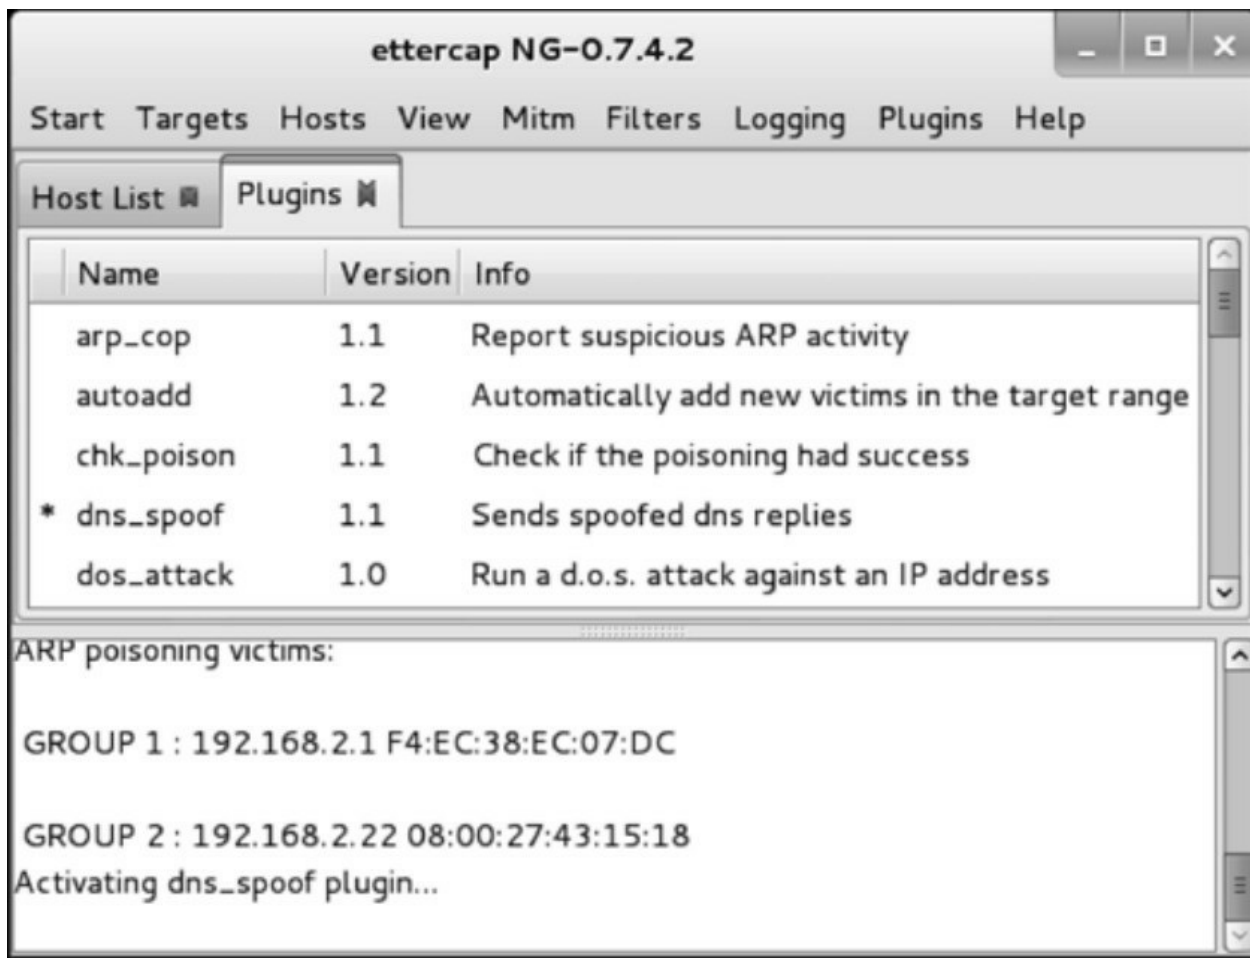 ettercap NG-0.7.4.2
Start Targets Hosts View Mitm Filters Logging Plugins Help
Host List Plugins
Name Version Info
arp_cop 1.1 Report suspicious ARP activity
autoadd 1.2 Automatically add new victims in the target range
chk_poison 1.1 Check if the poisoning had success
* dns_spoof 1.1 Sends spoofed dns replies
dos_attack 1.0 Run a d.o.s. attack against an IP address
ARP poisoning victims:
GROUP 1 : 192.168.2.1 F4:EC:38:EC:07:DC
GROUP 2 : 192.168.2.22 08:00:27:43:15:18
Activating dns_spoof plugin...